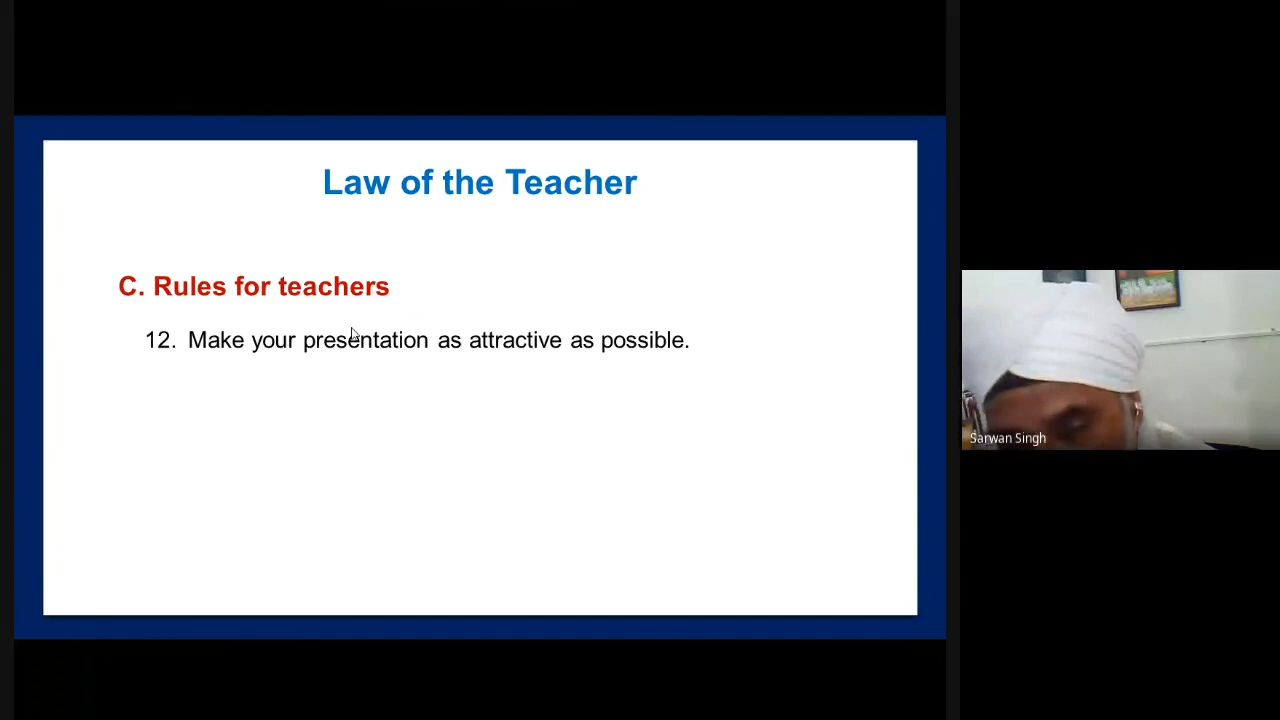 Law of the Teacher
C. Rules for teachers
12. Make your presentation as attractive as possible.
Sarwan Singh